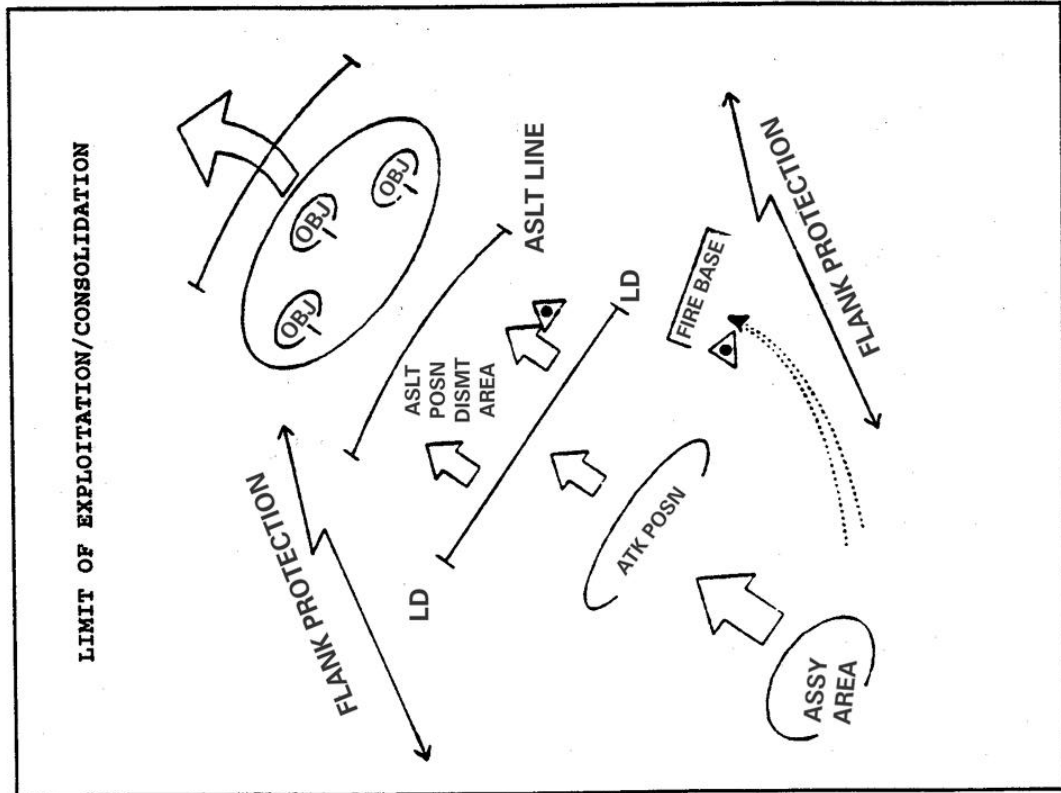 LIMIT OF EXPLOITATION/CONSOLIDATION
OBJ
OBJ
OBJ
FLANK PROTECTION
ASLT LINE
ASLT
POSN
DISMT
AREA
LD
LD
FIRE BASE
FLANK PROTECTION
ATK POSN
ASSY
AREA